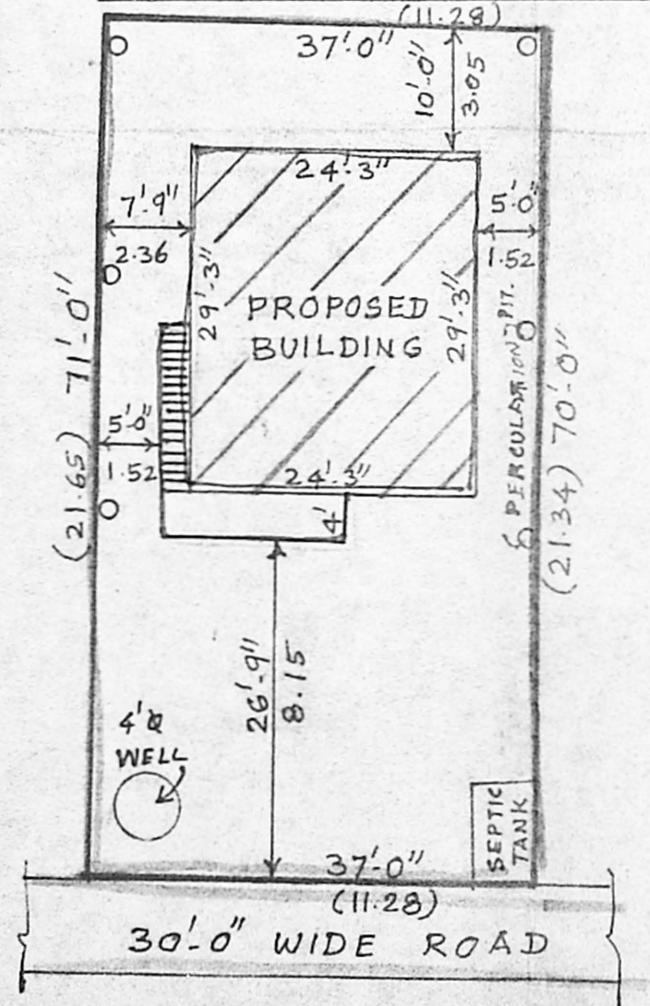 (11.28)
37'-0"
10'-0"
3.05
24'-3"
7'-9"
2.36
5'-0"
1.52
29'-3"
PROPOSED
BUILDING
29'-3"
71'-0"
(21.65)
70'-0"
(21.34)
5'-0"
1.52
PERCULATION PIT.
24'-3"
4'
26'-9"
8.15
4'Φ
WELL
SEPTIC
TANK
37'-0"
(11.28)
30'-0" WIDE ROAD